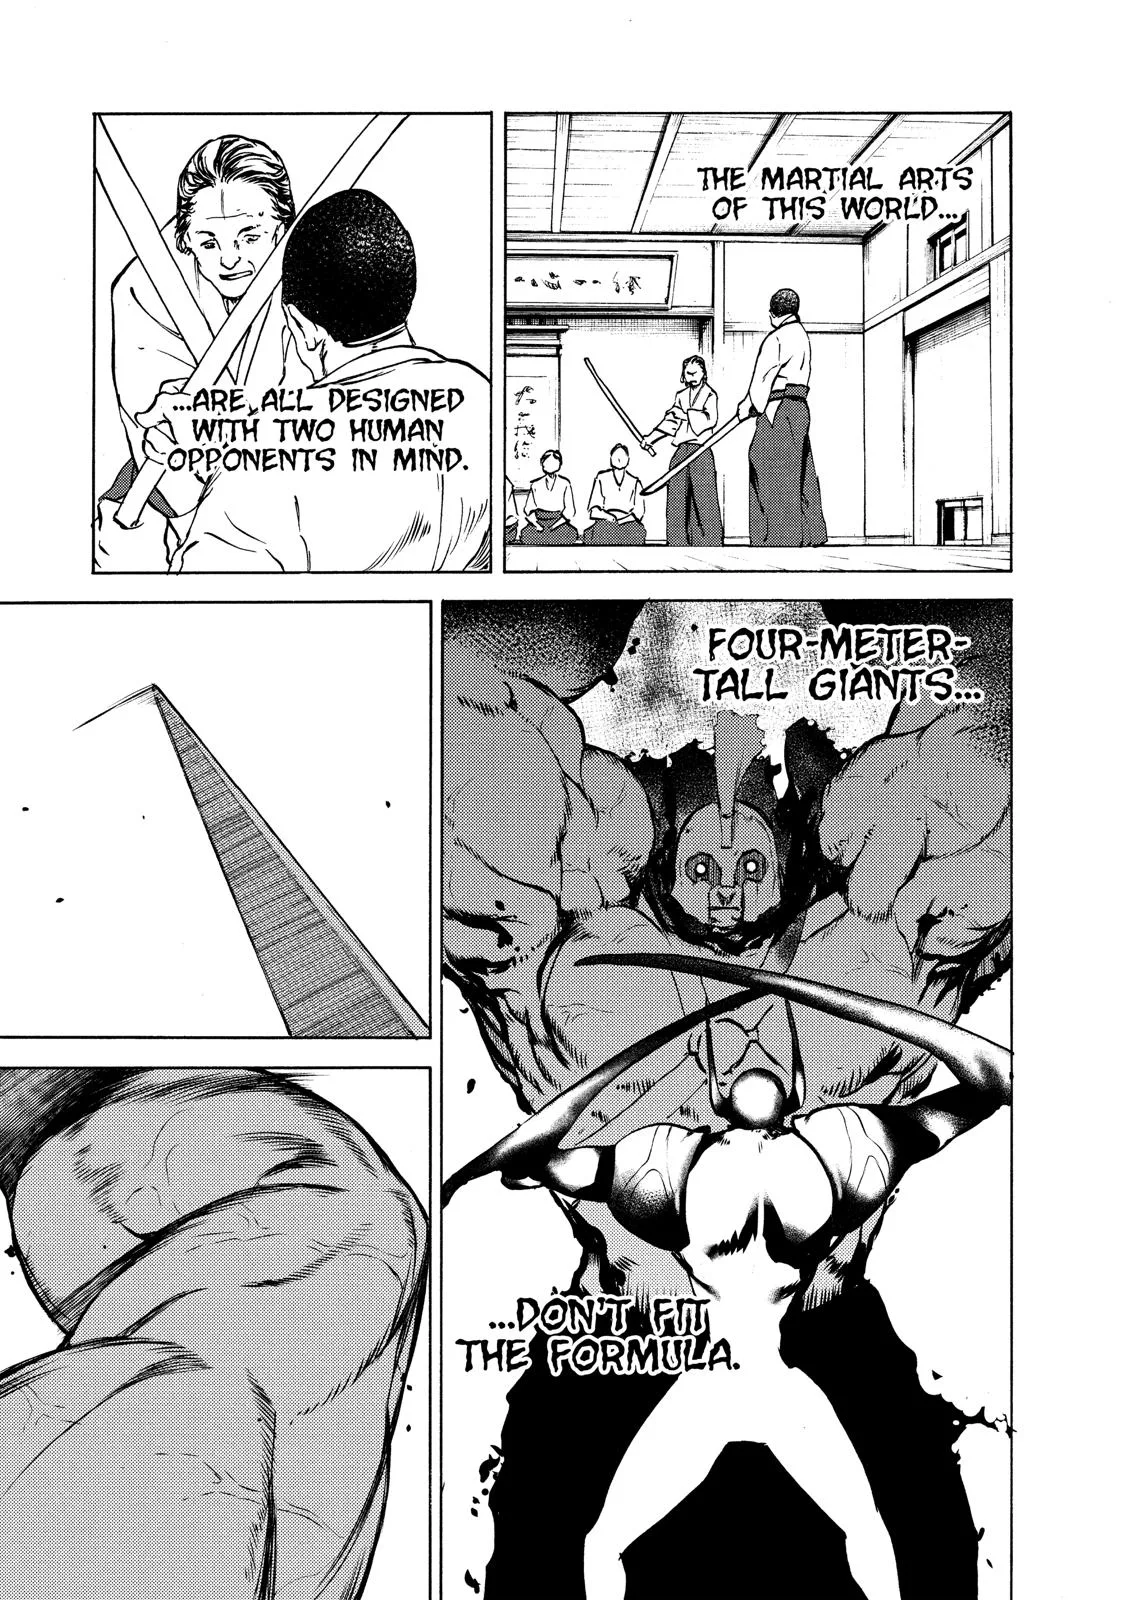 THE MARTIAL ARTS
OF THIS WORLD...
...ARE ALL DESIGNED
WITH TWO HUMAN
OPPONENTS IN MIND.
FOUR-METER-
TALL GIANTS...
...DON'T FIT
THE FORMULA.